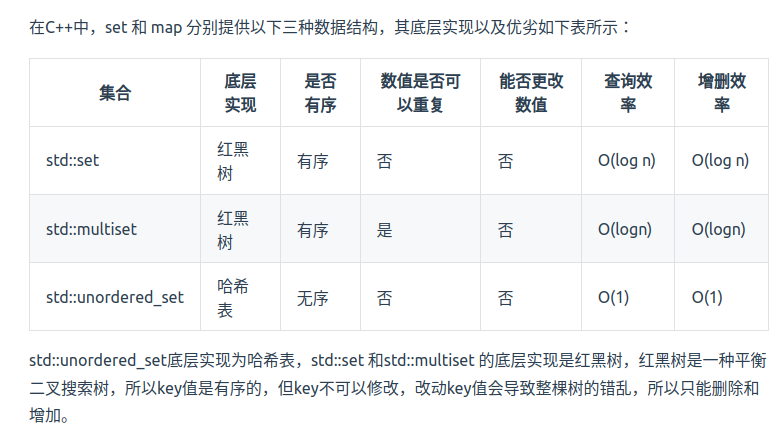 在C++中，set 和 map 分别提供以下三种数据结构，其底层实现以及优劣如下表所示：
集合 底层实现 是否有序 数值是否可以重复 能否更改数值 查询效率 增删效率
std::set 红黑树 有序 否 否 O(log n) O(log n)
std::multiset 红黑树 有序 是 否 O(logn) O(logn)
std::unordered_set 哈希表 无序 否 否 O(1) O(1)
std::unordered_set底层实现为哈希表，std::set 和std::multiset 的底层实现是红黑树，红黑树是一种平衡
二叉搜索树，所以key值是有序的，但key不可以修改，改动key值会导致整棵树的错乱，所以只能删除和
增加。